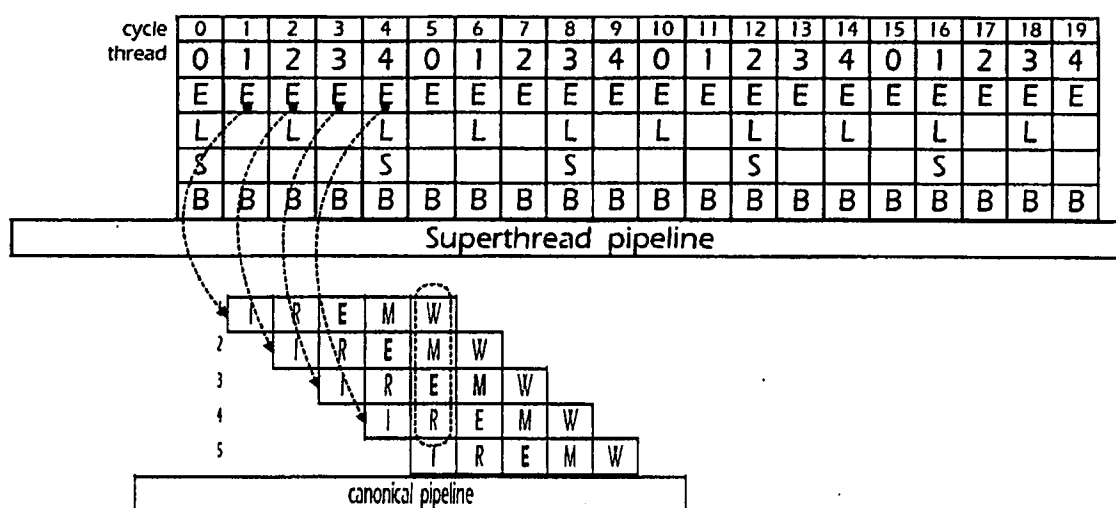 cycle 0 1 2 3 4 5 6 7 8 9 10 11 12 13 14 15 16 17 18 19
thread 0 1 2 3 4 0 1 2 3 4 0 1 2 3 4 0 1 2 3 4
E E E E E E E E E E E E E E E E E E E E
L L L L L L L L L L
S S S S S
B B B B B B B B B B B B B B B B B B B B
Superthread pipeline
1 I R E M W
2 I R E M W
3 I R E M W
4 I R E M W
5 I R E M W
canonical pipeline